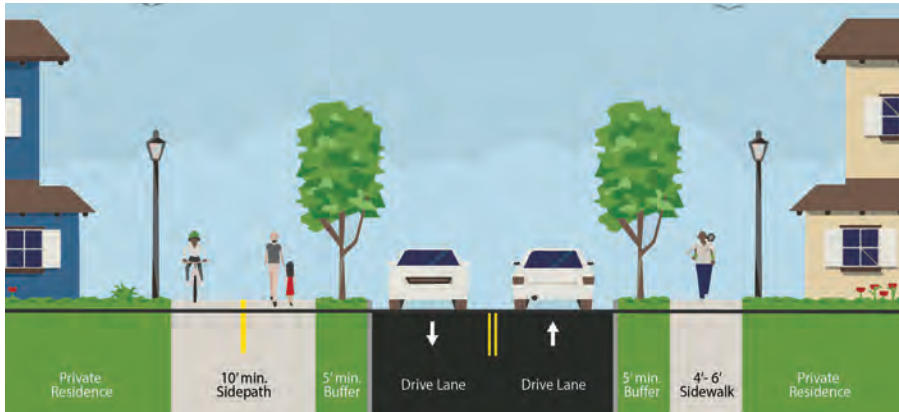 Private
Residence
10' min.
Sidepath
5' min.
Buffer
Drive Lane
Drive Lane
5' min.
Buffer
4'- 6'
Sidewalk
Private
Residence